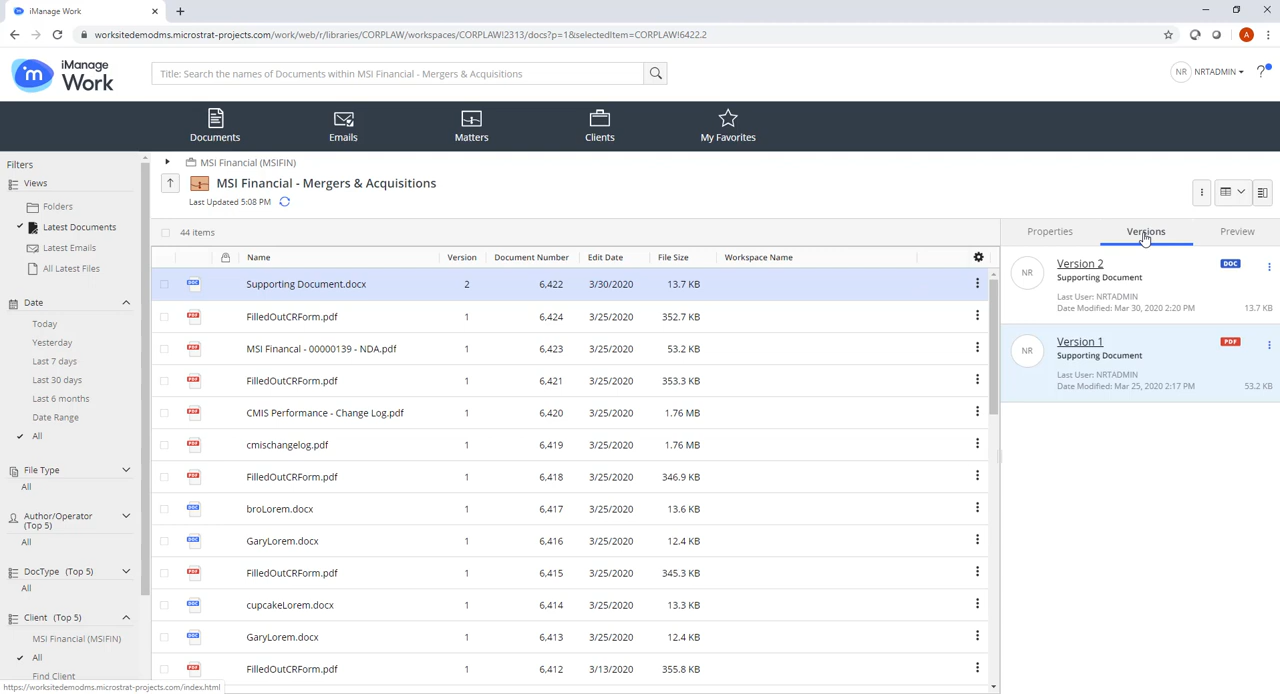 iManage Work
worksitedemodms.microstrat-projects.com/work/web/r/libraries/CORPLAW/workspaces/CORPLAW!2313/docs?p=1&selectedItem=CORPLAW!6422.2
A
m
iManage
Work
Title: Search the names of Documents within MSI Financial - Mergers & Acquisitions
NR NRTADMIN
?
Documents
Emails
Matters
Clients
My Favorites
Filters
Views
Folders
Latest Documents
Latest Emails
All Latest Files
Date
Today
Yesterday
Last 7 days
Last 30 days
Last 6 months
Date Range
All
File Type
All
Author/Operator
(Top 5)
All
DocType (Top 5)
All
Client (Top 5)
MSI Financial (MSIFIN)
All
Find Client
MSI Financial (MSIFIN)
MSI Financial - Mergers & Acquisitions
Last Updated 5:08 PM
44 items
Name Version Document Number Edit Date File Size Workspace Name
DOC Supporting Document.docx 2 6,422 3/30/2020 13.7 KB
PDF FilledOutCRForm.pdf 1 6,424 3/25/2020 352.7 KB
PDF MSI Financal - 00000139 - NDA.pdf 1 6,423 3/25/2020 53.2 KB
PDF FilledOutCRForm.pdf 1 6,421 3/25/2020 353.3 KB
PDF CMIS Performance - Change Log.pdf 1 6,420 3/25/2020 1.76 MB
PDF cmischangelog.pdf 1 6,419 3/25/2020 1.76 MB
PDF FilledOutCRForm.pdf 1 6,418 3/25/2020 346.9 KB
DOC broLorem.docx 1 6,417 3/25/2020 13.6 KB
DOC GaryLorem.docx 1 6,416 3/25/2020 12.4 KB
PDF FilledOutCRForm.pdf 1 6,415 3/25/2020 345.3 KB
DOC cupcakeLorem.docx 1 6,414 3/25/2020 13.3 KB
DOC GaryLorem.docx 1 6,413 3/25/2020 12.4 KB
PDF FilledOutCRForm.pdf 1 6,412 3/13/2020 355.8 KB
Properties Versions Preview
NR
Version 2 DOC
Supporting Document
Last User: NRTADMIN
Date Modified: Mar 30, 2020 2:20 PM 13.7 KB
NR
Version 1 PDF
Supporting Document
Last User: NRTADMIN
Date Modified: Mar 25, 2020 2:17 PM 53.2 KB
https://worksitedemodms.microstrat-projects.com/index.html